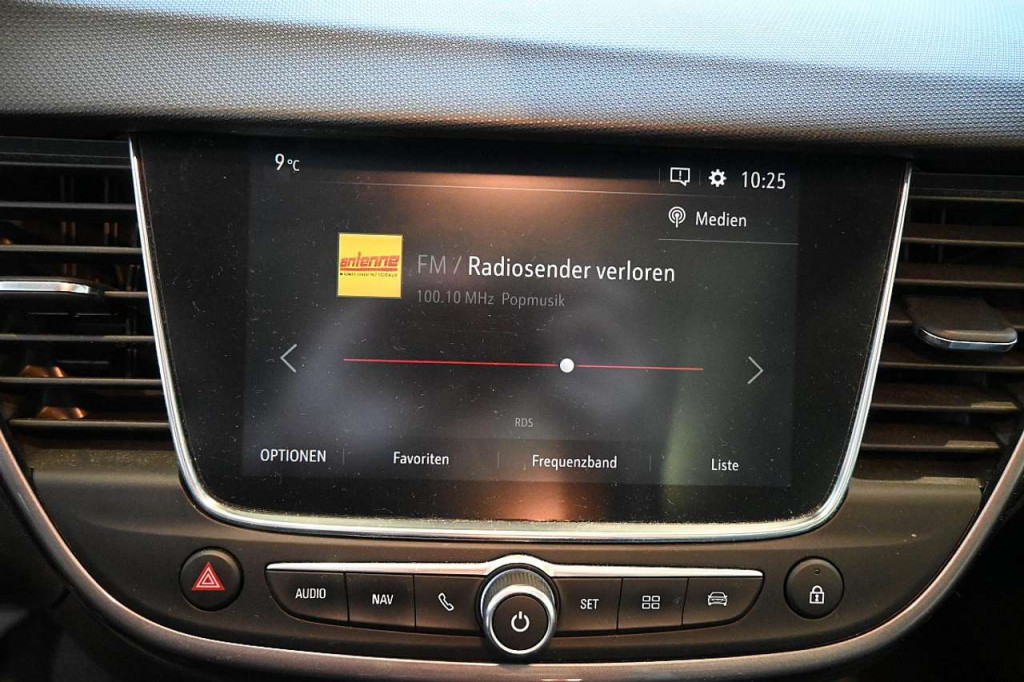 9°C
10:25
Medien
antenne
FM / Radiosender verloren
100.10 MHz Popmusik
RDS
OPTIONEN Favoriten Frequenzband Liste
AUDIO NAV SET